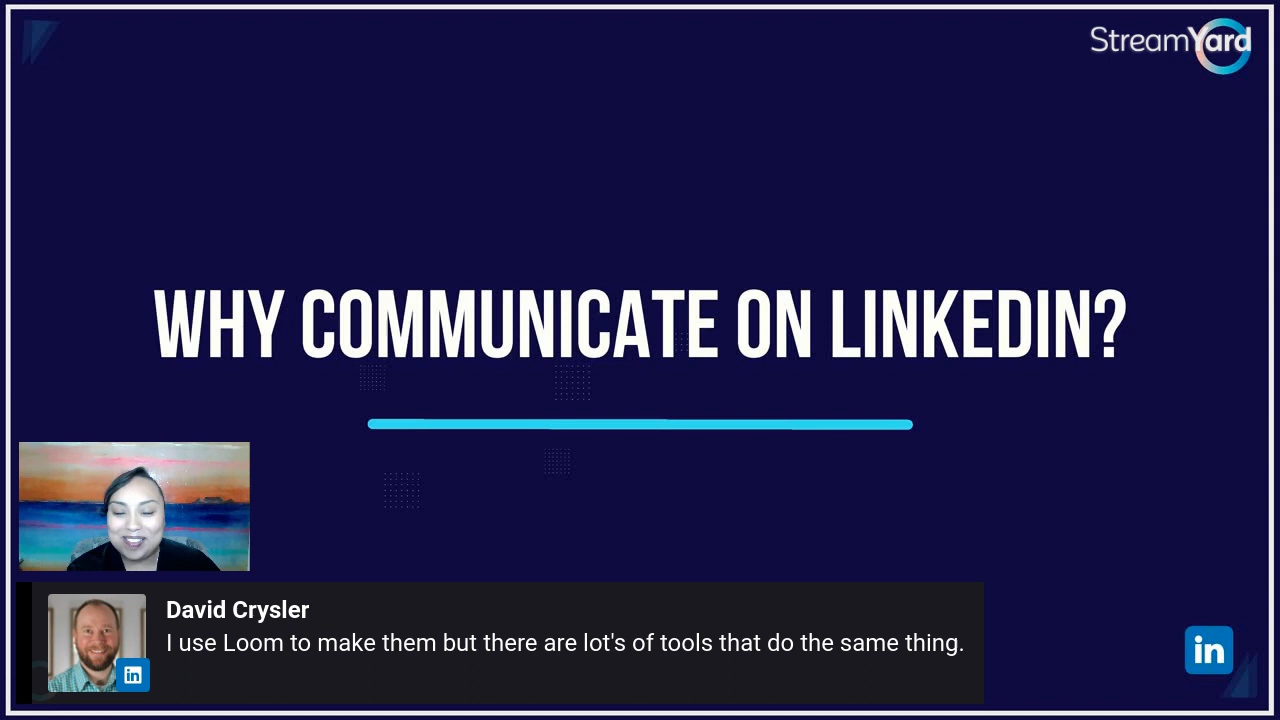 StreamYard
WHY COMMUNICATE ON LINKEDIN?
David Crysler
in
I use Loom to make them but there are lot's of tools that do the same thing.
in